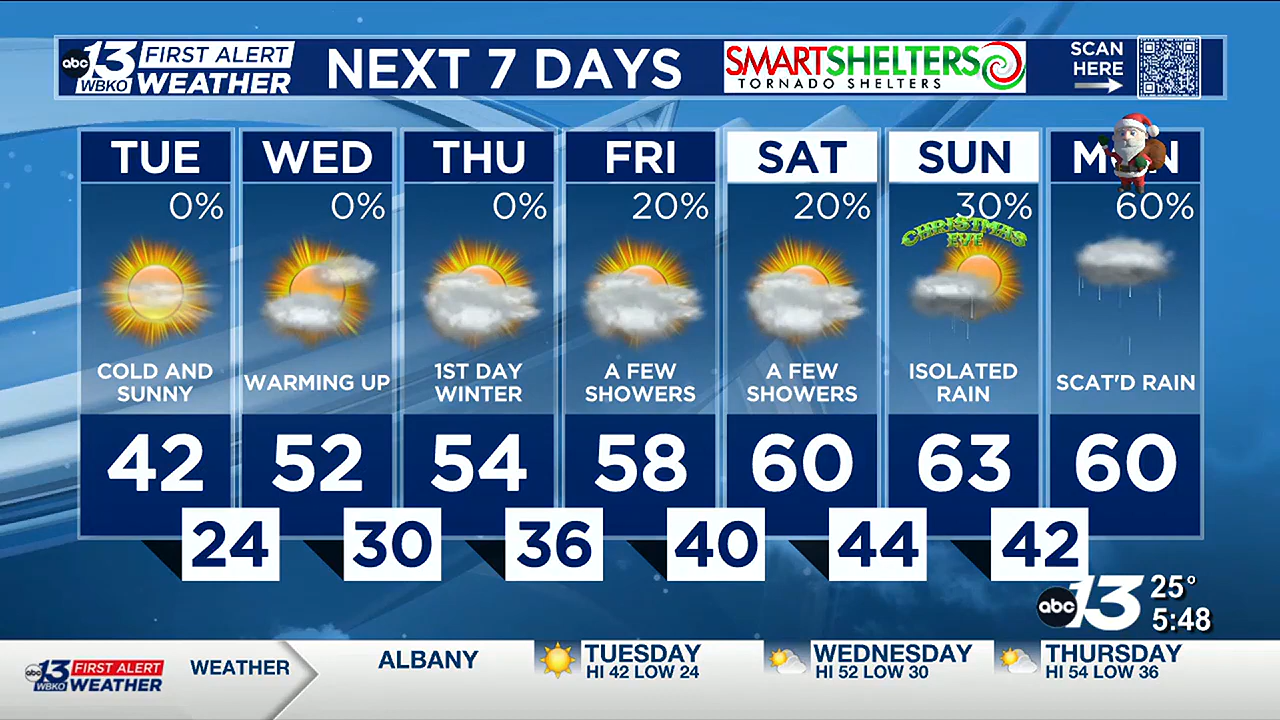 abc 13 WBKO FIRST ALERT WEATHER
NEXT 7 DAYS
SMARTSHELTERS
TORNADO SHELTERS
SCAN
HERE
TUE
0%
COLD AND
SUNNY
42
24
WED
0%
WARMING UP
52
30
THU
0%
1ST DAY
WINTER
54
36
FRI
20%
A FEW
SHOWERS
58
40
SAT
20%
A FEW
SHOWERS
60
44
SUN
30%
CHRISTMAS
EVE
ISOLATED
RAIN
63
42
MON
60%
SCAT'D RAIN
60
abc 13
25°
5:48
abc 13 WBKO FIRST ALERT WEATHER
WEATHER
ALBANY
TUESDAY
HI 42 LOW 24
WEDNESDAY
HI 52 LOW 30
THURSDAY
HI 54 LOW 36